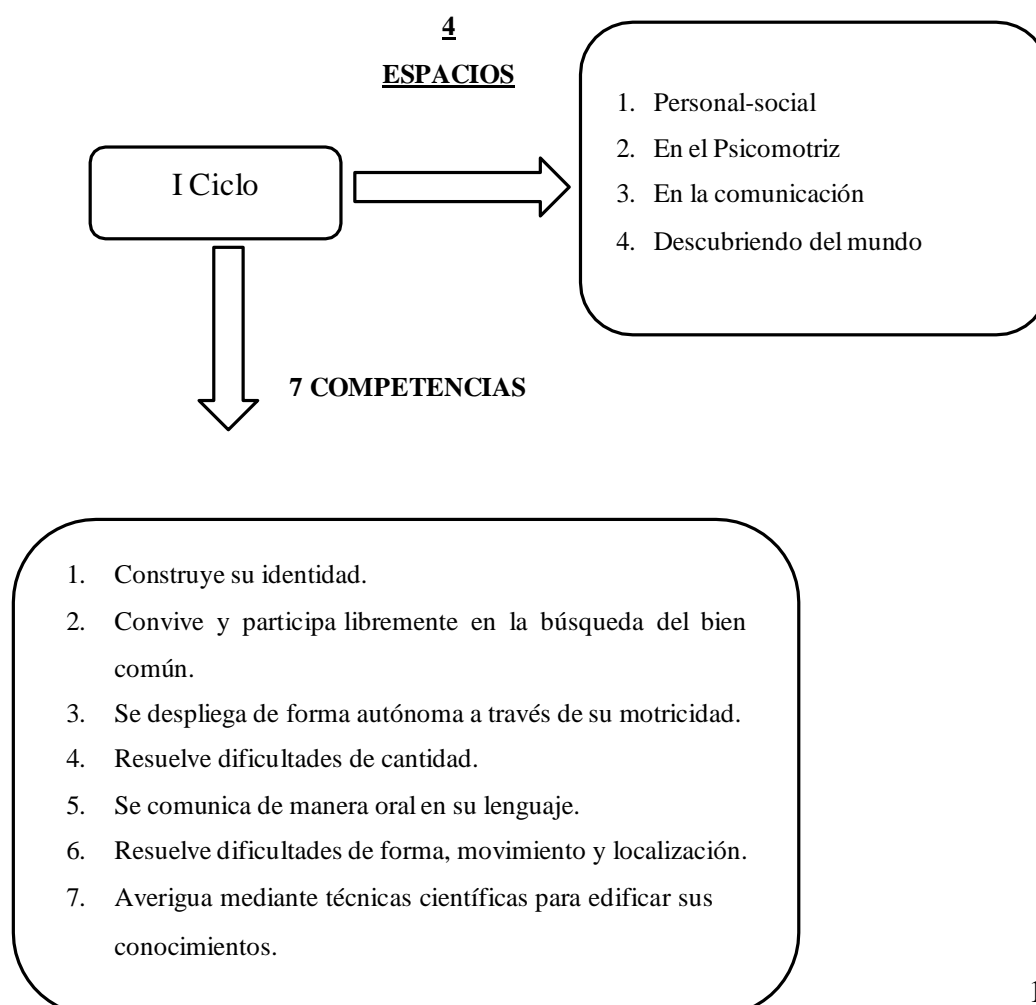 4
ESPACIOS
1. Personal-social
2. En el Psicomotriz
3. En la comunicación
4. Descubriendo del mundo
I Ciclo
7 COMPETENCIAS
1. Construye su identidad.
2. Convive y participa libremente en la búsqueda del bien
común.
3. Se despliega de forma autónoma a través de su motricidad.
4. Resuelve dificultades de cantidad.
5. Se comunica de manera oral en su lenguaje.
6. Resuelve dificultades de forma, movimiento y localización.
7. Averigua mediante técnicas científicas para edificar sus
conocimientos.